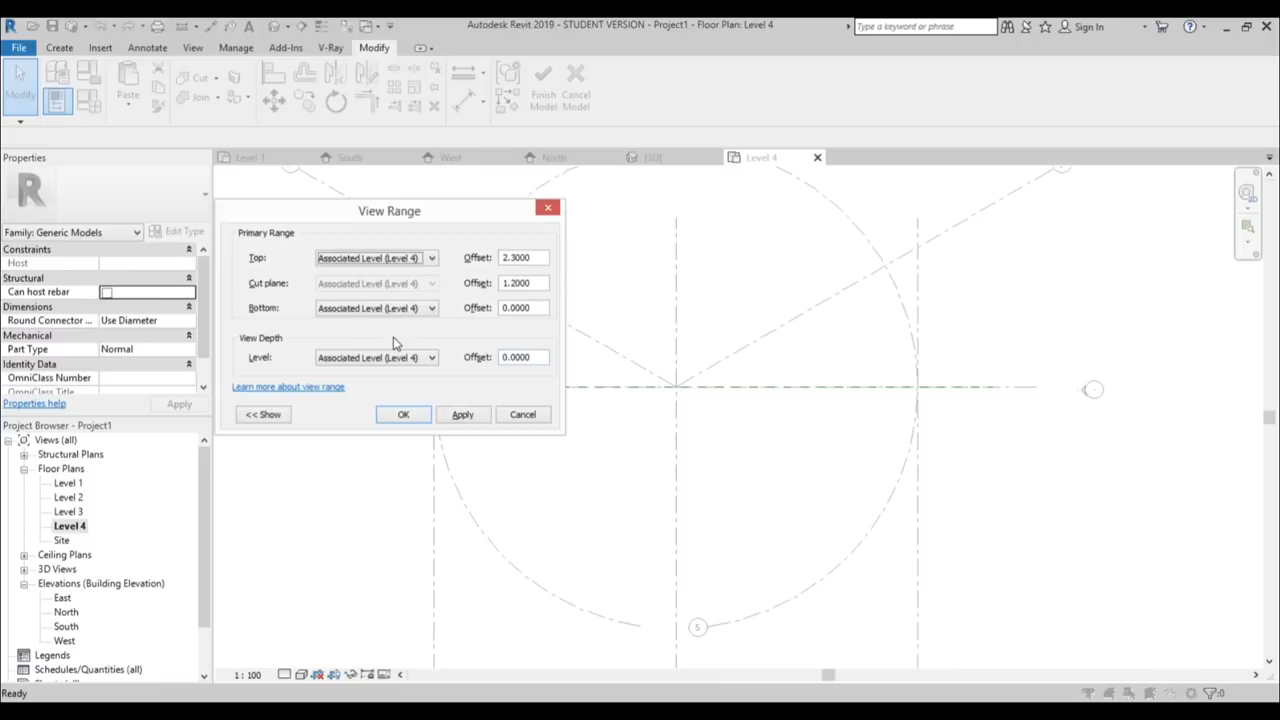 Autodesk Revit 2019 - STUDENT VERSION - Project1 - Floor Plan: Level 4
Type a keyword or phrase
Sign In
File Create Insert Annotate View Manage Add-Ins V-Ray Modify
Modify
Paste
Cut
Join
Finish Model
Cancel Model
Properties
Level 1 South West North {3D} Level 4
R
Family: Generic Models Edit Type
Constraints
Host
Structural
Can host rebar
Dimensions
Round Connector ... Use Diameter
Mechanical
Part Type Normal
Identity Data
OmniClass Number
OmniClass Title
Properties help Apply
Project Browser - Project1
Views (all)
Structural Plans
Floor Plans
Level 1
Level 2
Level 3
Level 4
Site
Ceiling Plans
3D Views
Elevations (Building Elevation)
East
North
South
West
Legends
Schedules/Quantities (all)
View Range
Primary Range
Top: Associated Level (Level 4) Offset: 2.3000
Cut plane: Associated Level (Level 4) Offset: 1.2000
Bottom: Associated Level (Level 4) Offset: 0.0000
View Depth
Level: Associated Level (Level 4) Offset: 0.0000
Learn more about view range
<< Show OK Apply Cancel
5
1 : 100
Ready
:0